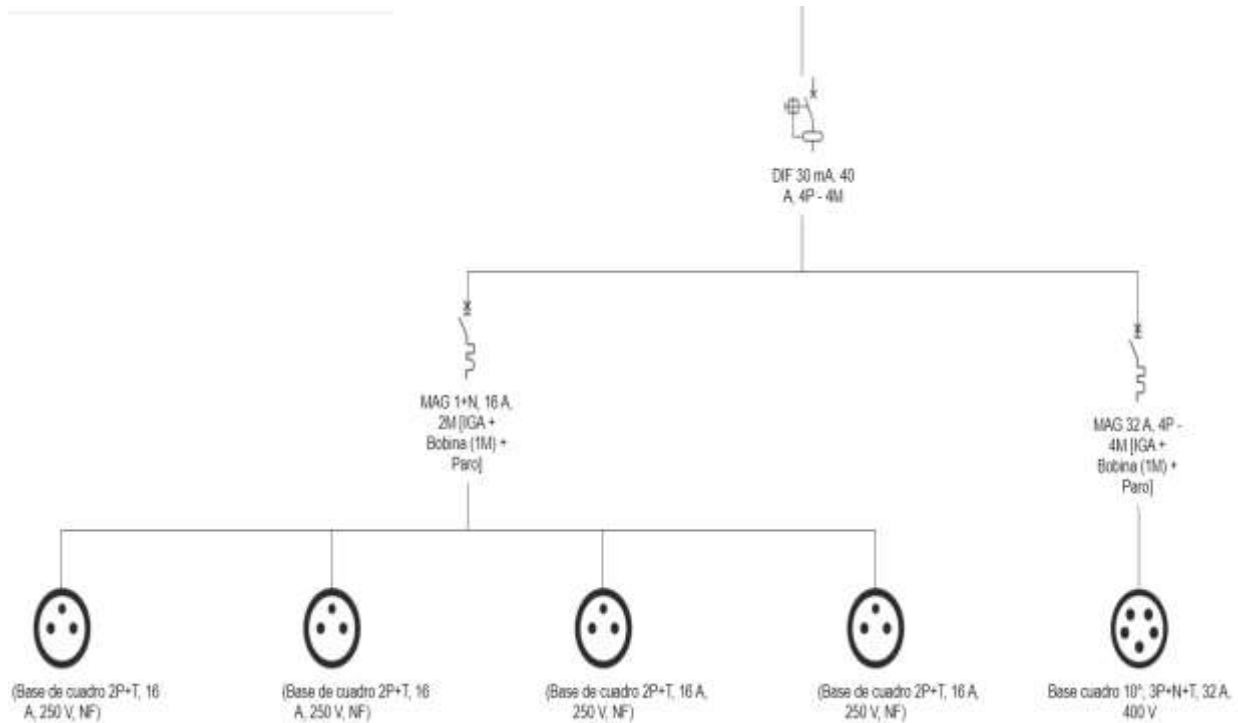 DIF 30 mA, 40
A, 4P - 4M
MAG 1+N, 16 A,
2M [IGA +
Bobina (1M) +
Paro]
MAG 32 A, 4P -
4M [IGA +
Bobina (1M) +
Paro]
(Base de cuadro 2P+T, 16
A, 250 V, NF)
(Base de cuadro 2P+T, 16
A, 250 V, NF)
(Base de cuadro 2P+T, 16 A,
250 V, NF)
(Base de cuadro 2P+T, 16 A,
250 V, NF)
Base cuadro 10°, 3P+N+T, 32 A,
400 V